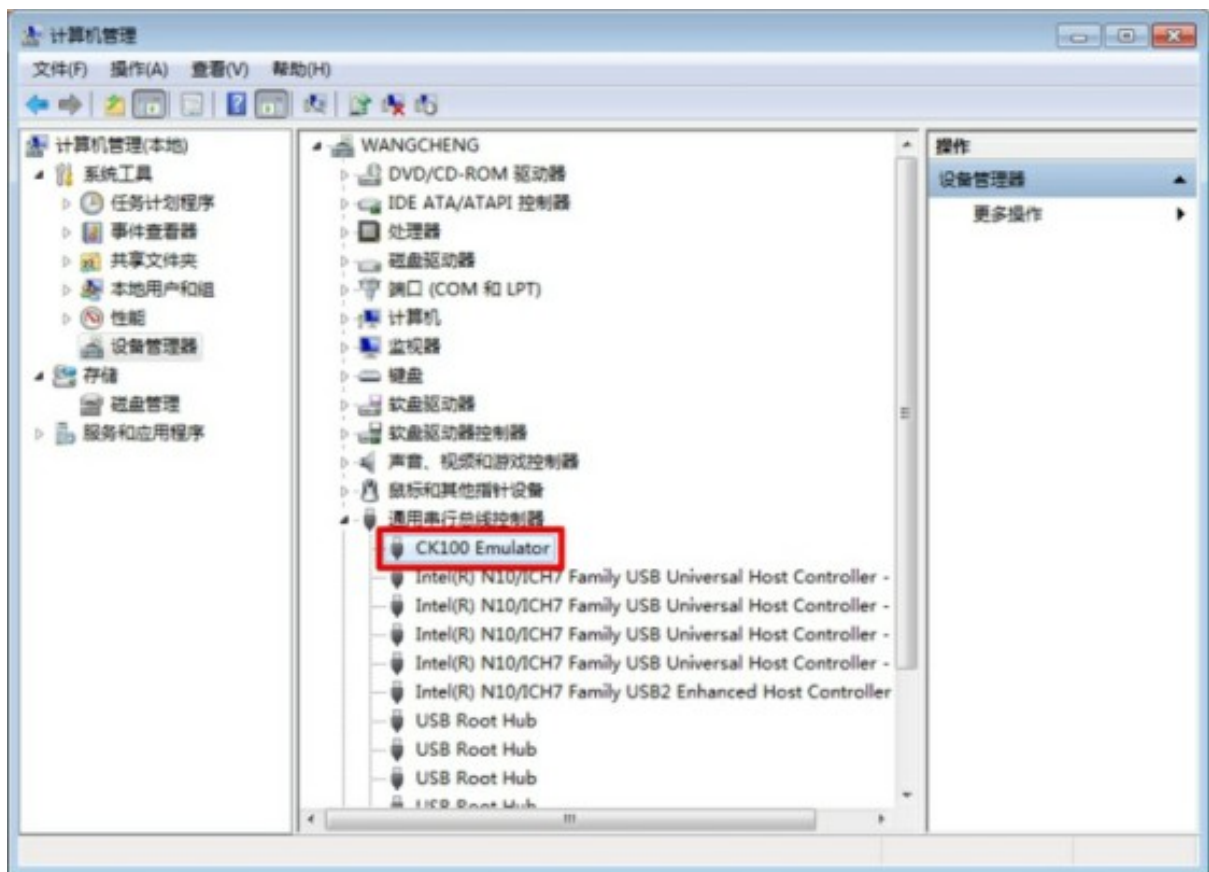 计算机管理
文件(F) 操作(A) 查看(V) 帮助(H)
计算机管理(本地)
系统工具
任务计划程序
事件查看器
共享文件夹
本地用户和组
性能
设备管理器
存储
磁盘管理
服务和应用程序
WANGCHENG
DVD/CD-ROM 驱动器
IDE ATA/ATAPI 控制器
处理器
磁盘驱动器
端口 (COM 和 LPT)
计算机
监视器
键盘
软盘驱动器
软盘驱动器控制器
声音、视频和游戏控制器
鼠标和其他指针设备
通用串行总线控制器
CK100 Emulator
Intel(R) N10/ICH7 Family USB Universal Host Controller -
Intel(R) N10/ICH7 Family USB Universal Host Controller -
Intel(R) N10/ICH7 Family USB Universal Host Controller -
Intel(R) N10/ICH7 Family USB Universal Host Controller -
Intel(R) N10/ICH7 Family USB2 Enhanced Host Controller
USB Root Hub
USB Root Hub
USB Root Hub
USB Root Hub
操作
设备管理器
更多操作